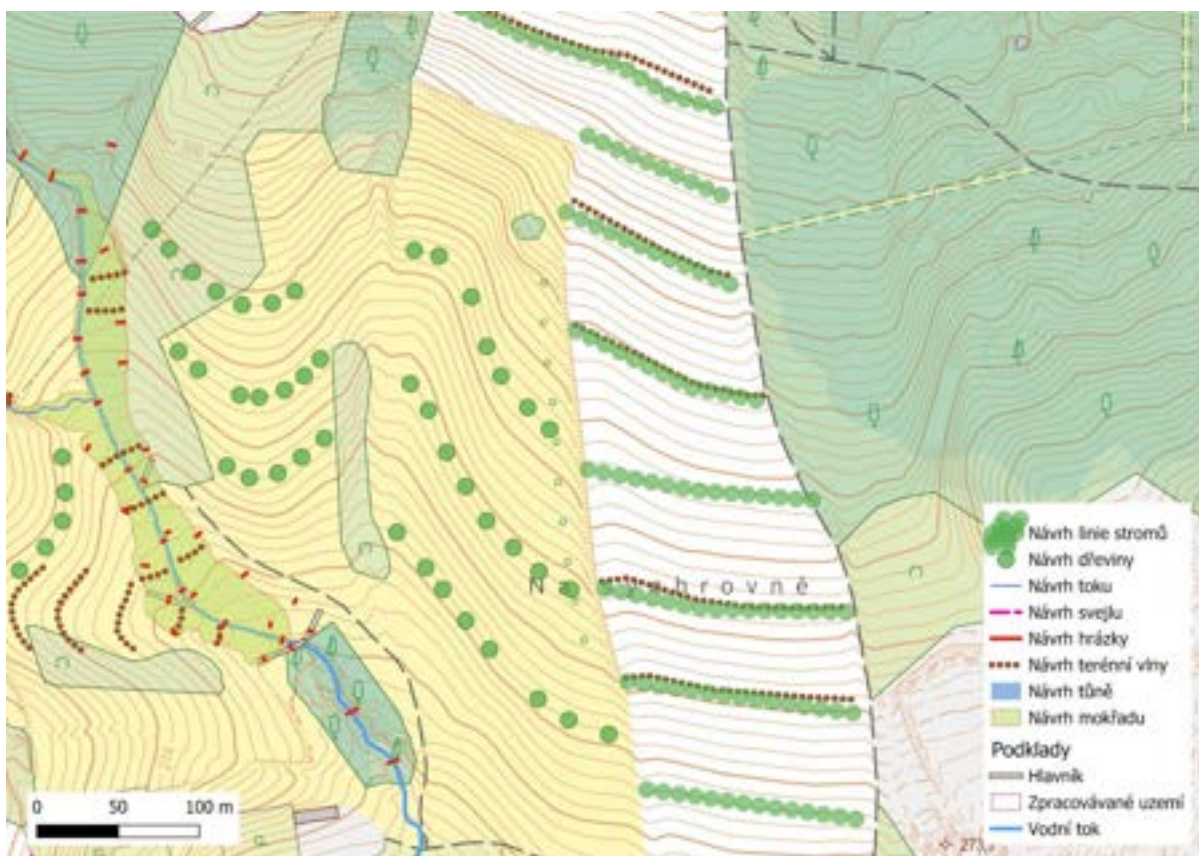 Návrh linie stromů
Návrh dřeviny
Návrh toku
Návrh svejlu
Návrh hrázky
Návrh terénní vlny
Návrh tůně
Návrh mokřadu
Podklady
Hlavník
Zpracovávané uzemí
Vodní tok
0 50 100 m